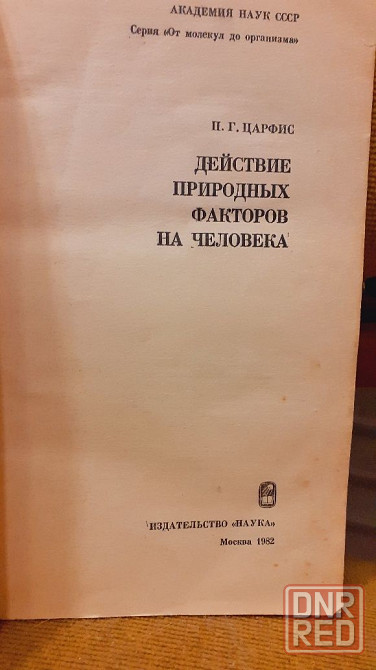 АКАДЕМИЯ НАУК СССР
Серия «От молекул до организма»
П. Г. ЦАРФИС
ДЕЙСТВИЕ
ПРИРОДНЫХ
ФАКТОРОВ
НА ЧЕЛОВЕКА
ИЗДАТЕЛЬСТВО «НАУКА»
Москва 1982
DNR
RED